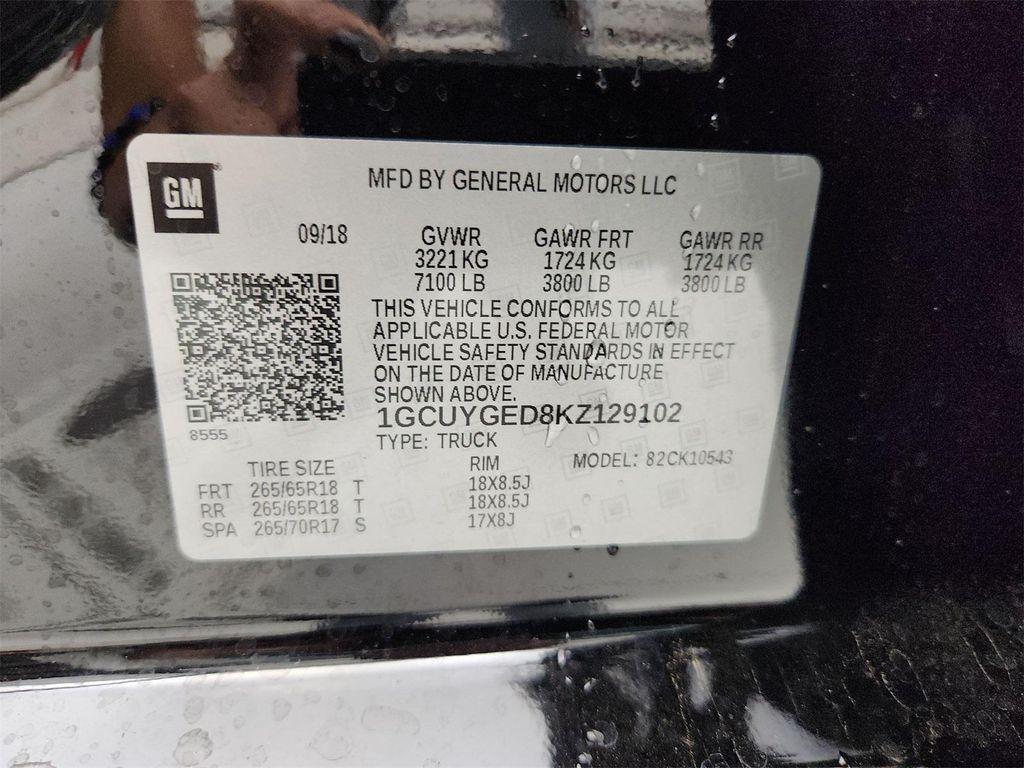 GM
MFD BY GENERAL MOTORS LLC
09/18 GVWR GAWR FRT GAWR RR
3221 KG 1724 KG 1724 KG
7100 LB 3800 LB 3800 LB
THIS VEHICLE CONFORMS TO ALL
APPLICABLE U.S. FEDERAL MOTOR
VEHICLE SAFETY STANDARDS IN EFFECT
ON THE DATE OF MANUFACTURE
SHOWN ABOVE.
8555
1GCUYGED8KZ129102
TYPE: TRUCK
TIRE SIZE RIM MODEL: 82CK10543
FRT 265/65R18 T 18X8.5J
RR 265/65R18 T 18X8.5J
SPA 265/70R17 S 17X8J